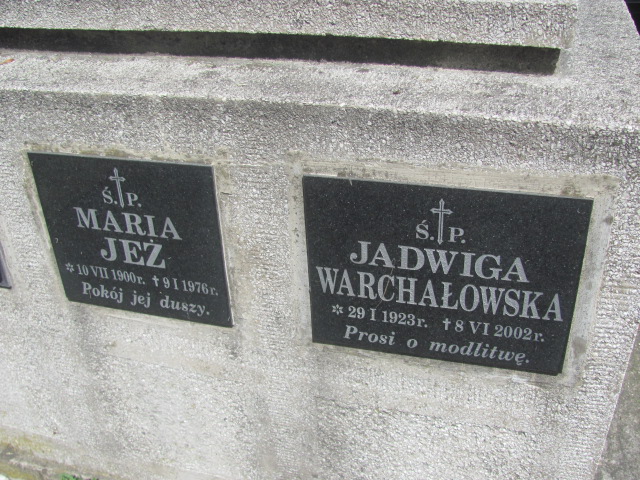 Ś.P.
MARIA
JEŻ
* 10 VII 1900r. † 9 I 1976r.
Pokój jej duszy.
Ś.P.
JADWIGA
WARCHAŁOWSKA
* 29 I 1923r. † 8 VI 2002r.
Prosi o modlitwę.